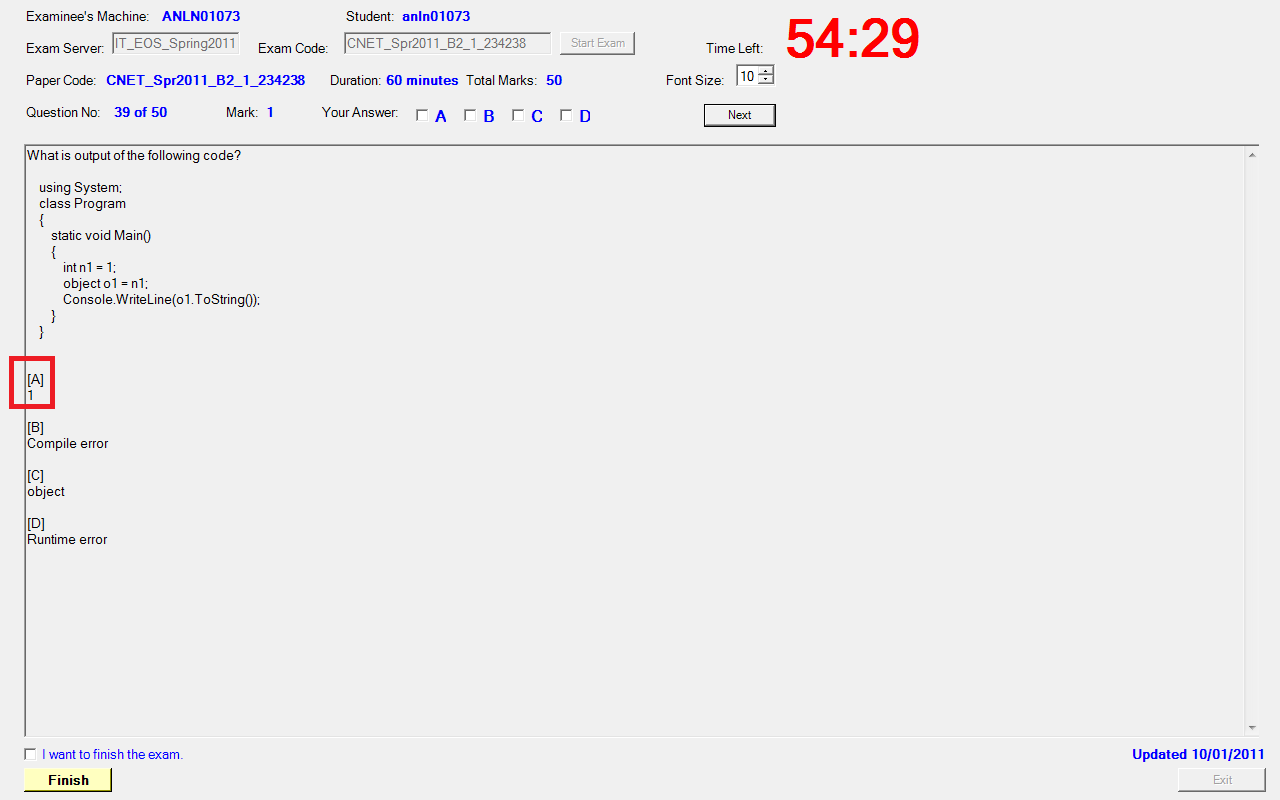 Examinee's Machine: ANLN01073 Student: anln01073
54:29
Exam Server: IT_EOS_Spring2011 Exam Code: CNET_Spr2011_B2_1_234238 Start Exam Time Left:
Paper Code: CNET_Spr2011_B2_1_234238 Duration: 60 minutes Total Marks: 50 Font Size: 10
Question No: 39 of 50 Mark: 1 Your Answer: A B C D Next
What is output of the following code?
using System;
class Program
{
static void Main()
{
int n1 = 1;
object o1 = n1;
Console.WriteLine(o1.ToString());
}
}
[A]
1
[B]
Compile error
[C]
object
[D]
Runtime error
I want to finish the exam. Updated 10/01/2011
Finish Exit